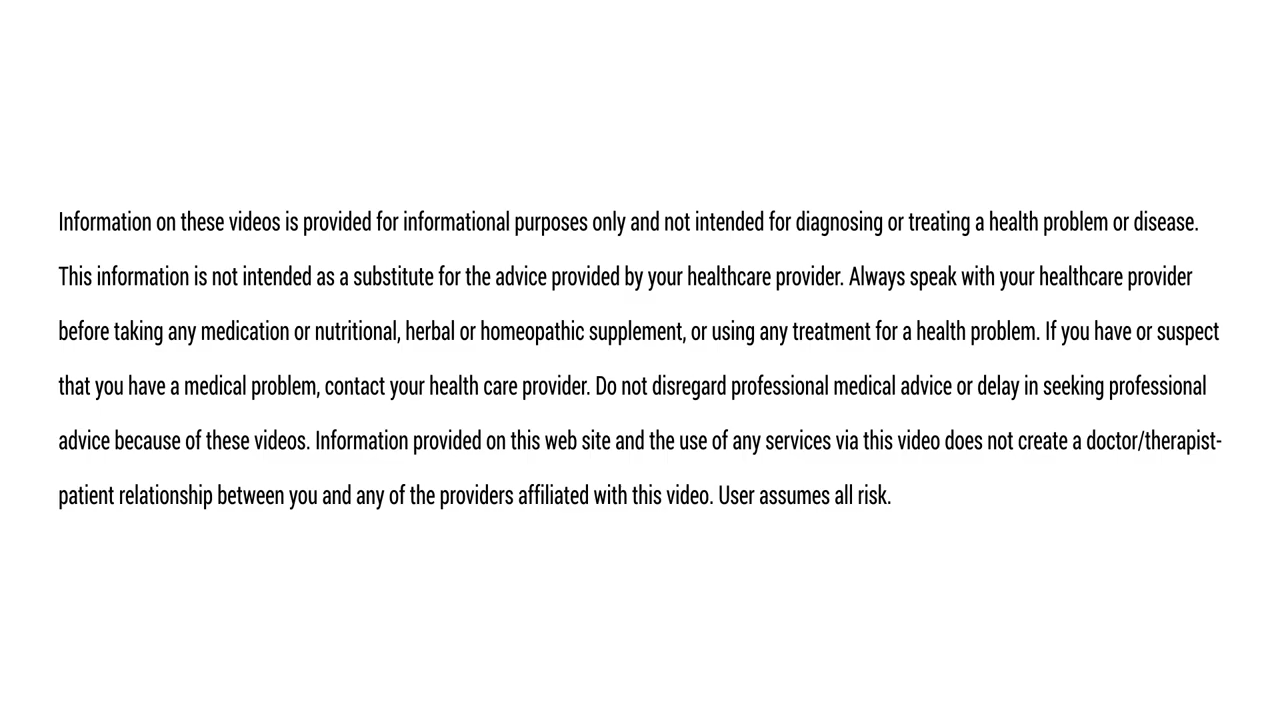 Information on these videos is provided for informational purposes only and not intended for diagnosing or treating a health problem or disease.
This information is not intended as a substitute for the advice provided by your healthcare provider. Always speak with your healthcare provider
before taking any medication or nutritional, herbal or homeopathic supplement, or using any treatment for a health problem. If you have or suspect
that you have a medical problem, contact your health care provider. Do not disregard professional medical advice or delay in seeking professional
advice because of these videos. Information provided on this web site and the use of any services via this video does not create a doctor/therapist-
patient relationship between you and any of the providers affiliated with this video. User assumes all risk.